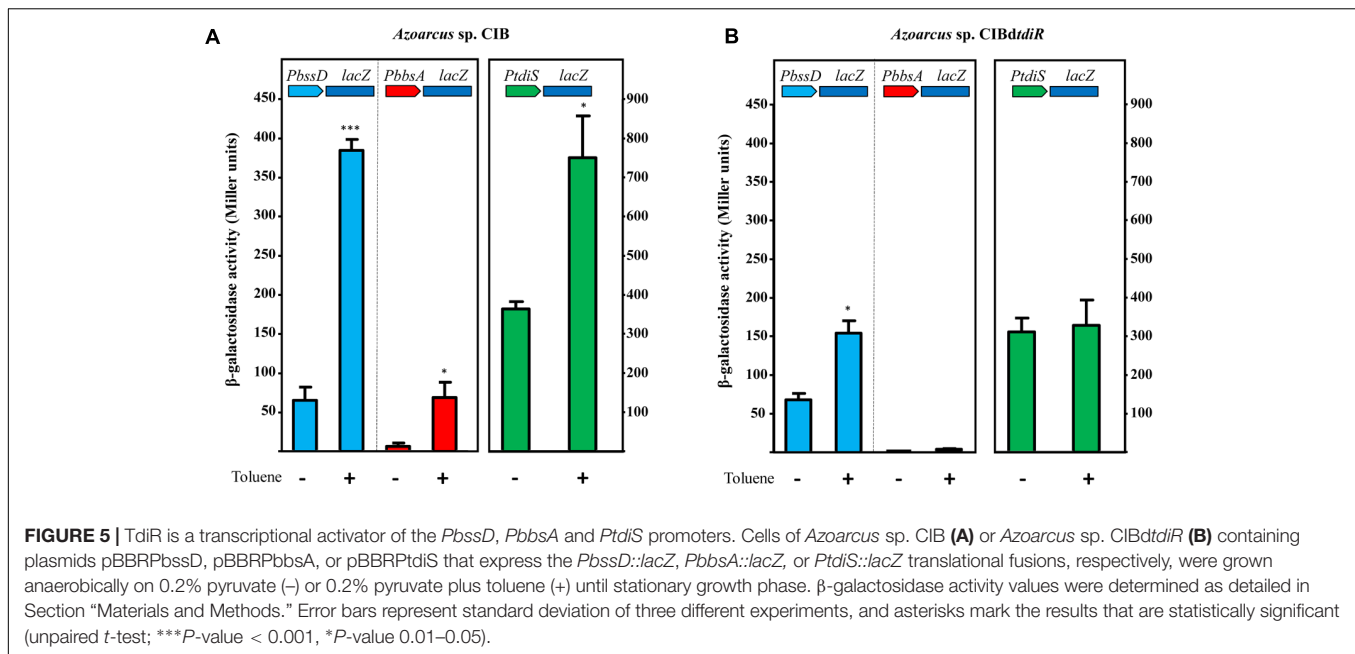 A
Azoarcus sp. CIB
PbssD lacZ PbbsA lacZ
PtdiS lacZ
β-galactosidase activity (Miller units)
450
400
350
300
250
200
150
100
50
***
*
*
900
800
700
600
500
400
300
200
100
Toluene - + - + - +
B
Azoarcus sp. CIBdtdiR
PbssD lacZ PbbsA lacZ
PtdiS lacZ
β-galactosidase activity (Miller units)
450
400
350
300
250
200
150
100
50
*
900
800
700
600
500
400
300
200
100
Toluene - + - + - +
FIGURE 5 | TdiR is a transcriptional activator of the PbssD, PbbsA and PtdiS promoters. Cells of Azoarcus sp. CIB (A) or Azoarcus sp. CIBdtdiR (B) containing
plasmids pBBRPbssD, pBBRPbbsA, or pBBRPtdiS that express the PbssD::lacZ, PbbsA::lacZ, or PtdiS::lacZ translational fusions, respectively, were grown
anaerobically on 0.2% pyruvate (–) or 0.2% pyruvate plus toluene (+) until stationary growth phase. β-galactosidase activity values were determined as detailed in
Section “Materials and Methods.” Error bars represent standard deviation of three different experiments, and asterisks mark the results that are statistically significant
(unpaired t-test; ***P-value < 0.001, *P-value 0.01–0.05).